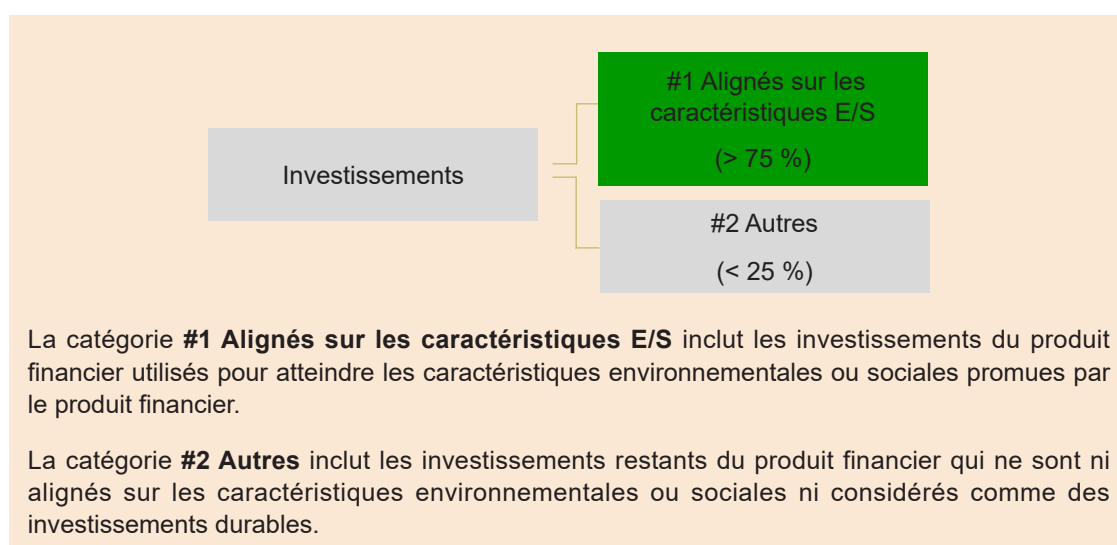 #1 Alignés sur les
caractéristiques E/S
(> 75 %)
Investissements
#2 Autres
(< 25 %)
La catégorie #1 Alignés sur les caractéristiques E/S inclut les investissements du produit
financier utilisés pour atteindre les caractéristiques environnementales ou sociales promues par
le produit financier.
La catégorie #2 Autres inclut les investissements restants du produit financier qui ne sont ni
alignés sur les caractéristiques environnementales ou sociales ni considérés comme des
investissements durables.